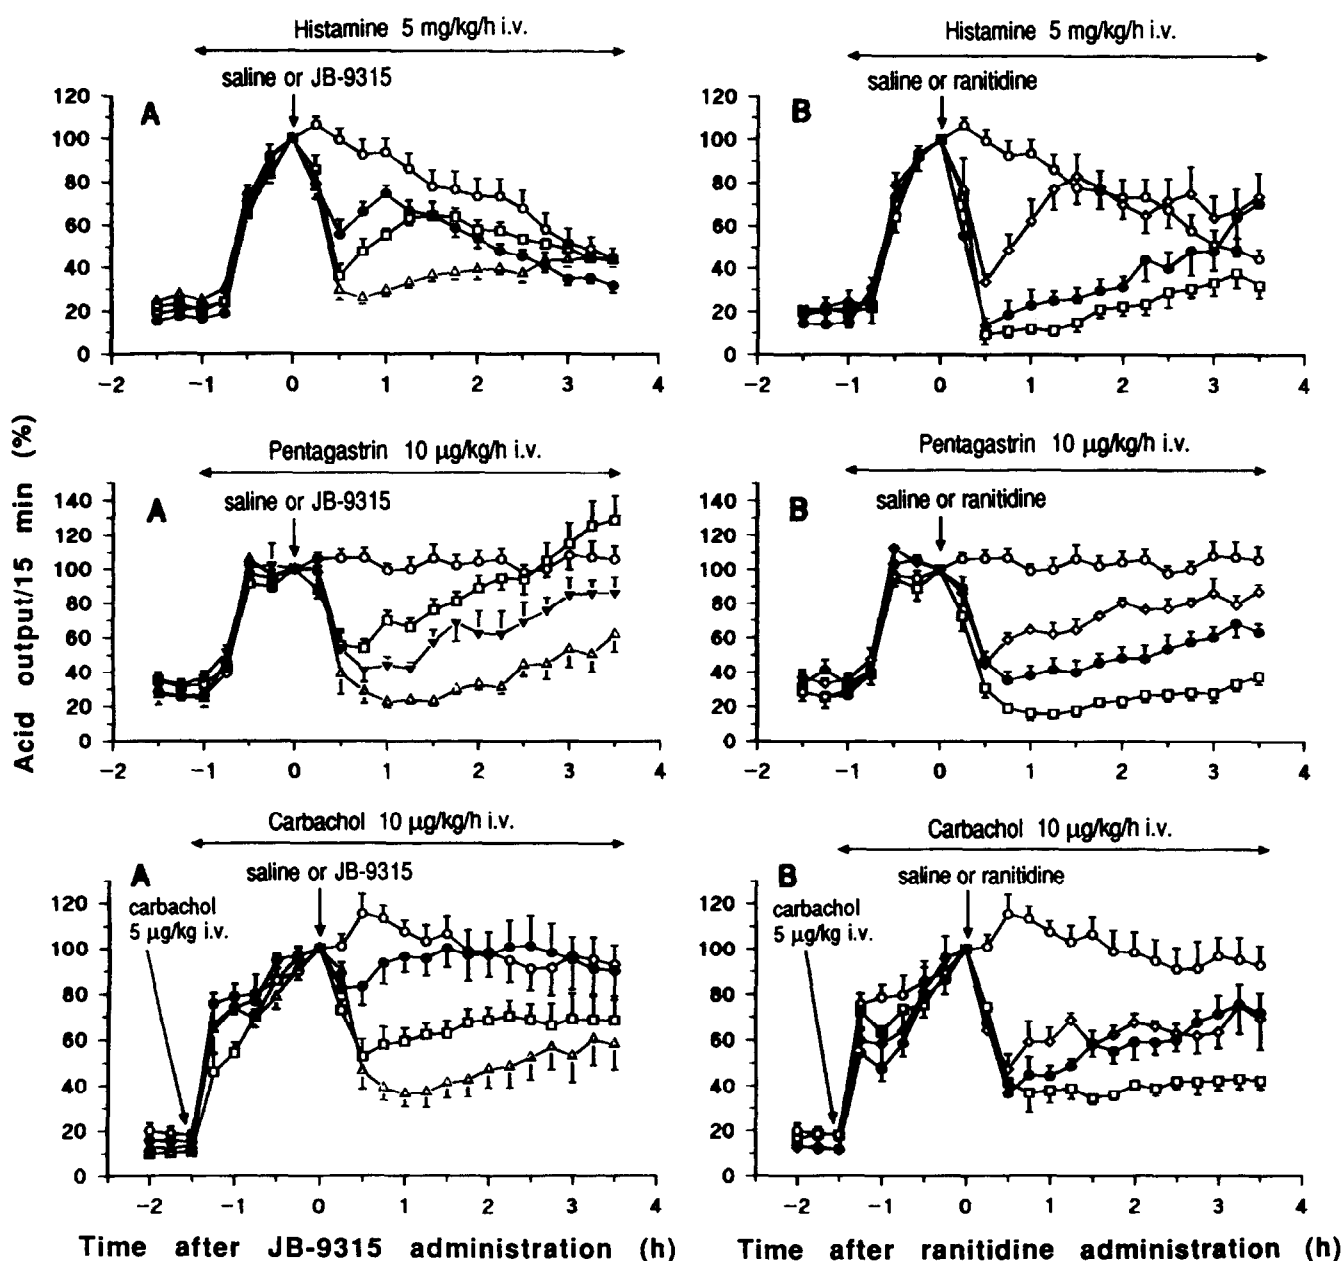 Histamine 5 mg/kg/h i.v.
saline or JB-9315
A
120
100
80
60
40
20
0
−2 −1 0 1 2 3 4
Histamine 5 mg/kg/h i.v.
saline or ranitidine
B
120
100
80
60
40
20
0
−2 −1 0 1 2 3 4
Acid output/15 min (%)
Pentagastrin 10 µg/kg/h i.v.
saline or JB-9315
A
140
120
100
80
60
40
20
0
−2 −1 0 1 2 3 4
Pentagastrin 10 µg/kg/h i.v.
saline or ranitidine
B
140
120
100
80
60
40
20
0
−2 −1 0 1 2 3 4
Carbachol 10 µg/kg/h i.v.
saline or JB-9315
A
carbachol
5 µg/kg i.v.
120
100
80
60
40
20
0
−2 −1 0 1 2 3 4
Time after JB-9315 administration (h)
Carbachol 10 µg/kg/h i.v.
saline or ranitidine
B
carbachol
5 µg/kg i.v.
120
100
80
60
40
20
0
−2 −1 0 1 2 3 4
Time after ranitidine administration (h)